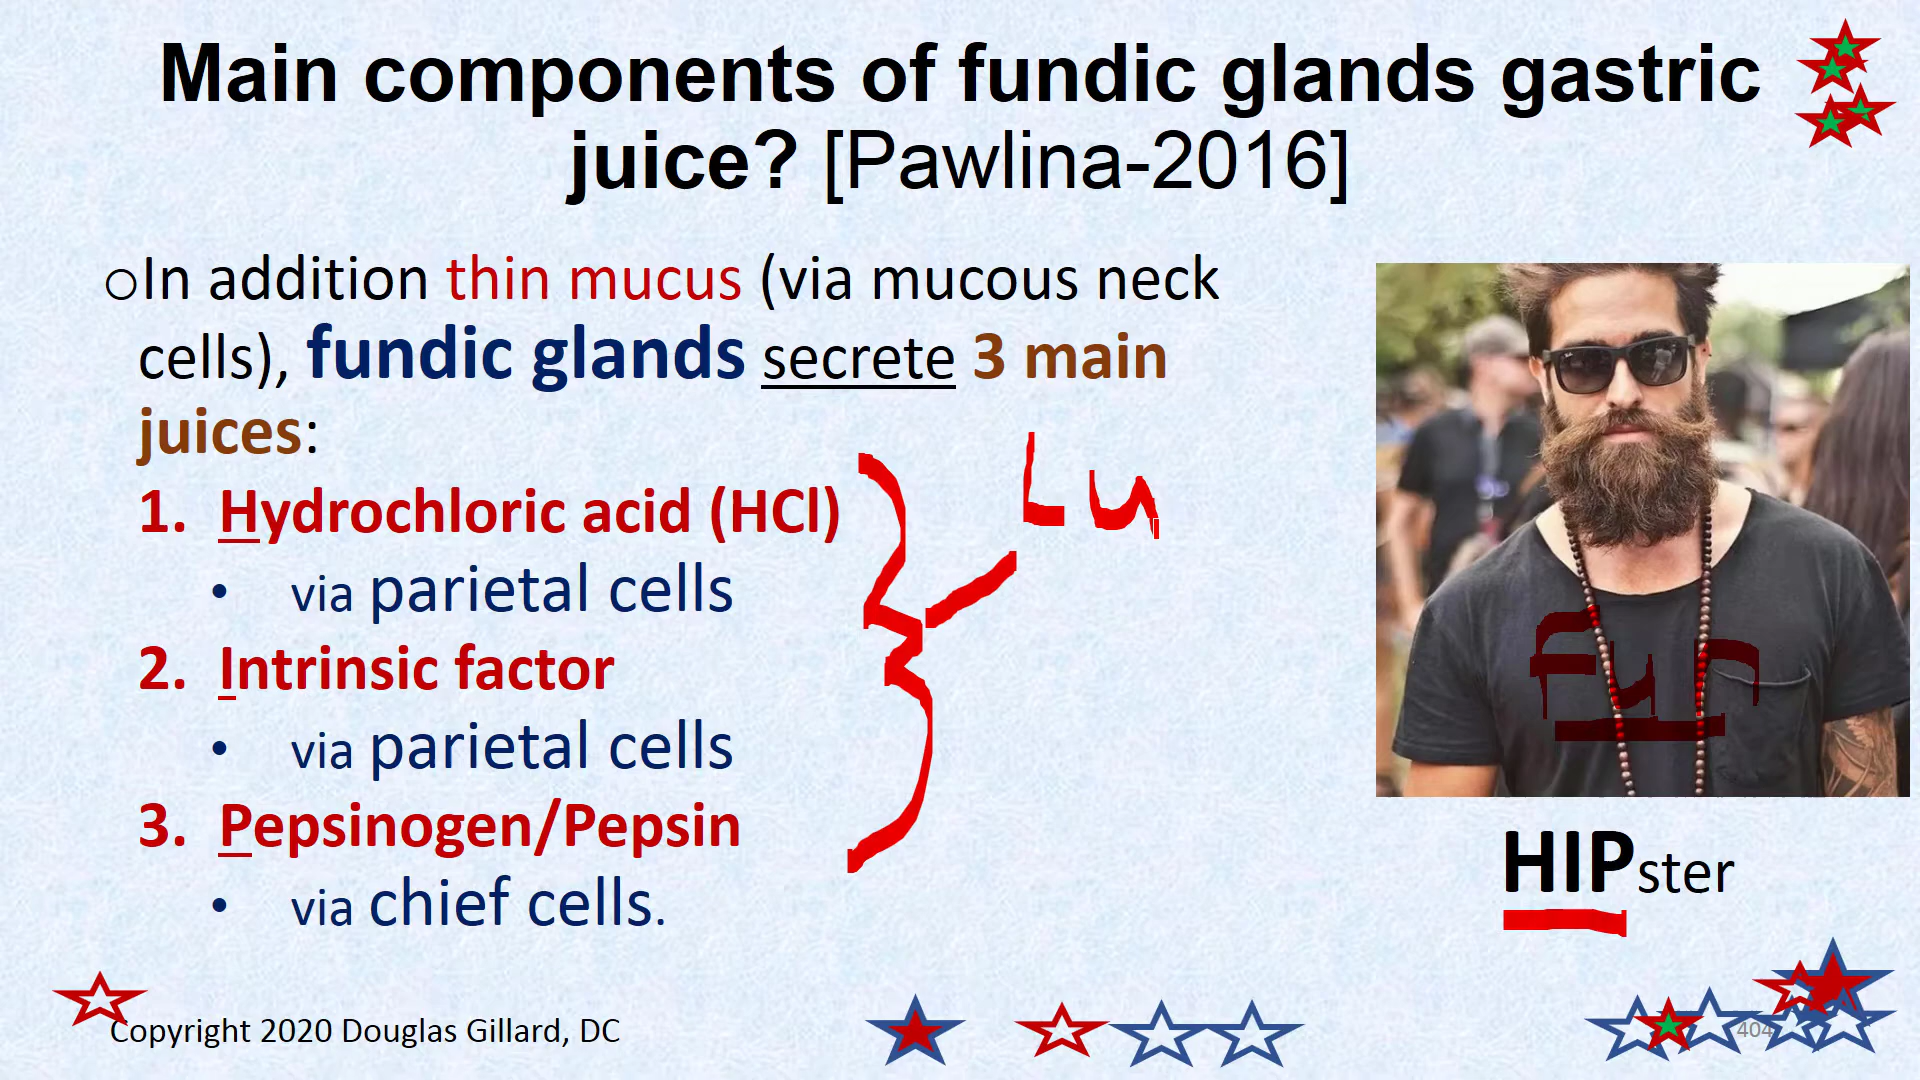 Main components of fundic glands gastric
juice? [Pawlina-2016]
○In addition thin mucus (via mucous neck
cells), fundic glands secrete 3 main
juices:
1. Hydrochloric acid (HCl)
• via parietal cells
2. Intrinsic factor
• via parietal cells
3. Pepsinogen/Pepsin
• via chief cells.
Lu
Fun
HIPster
Copyright 2020 Douglas Gillard, DC
404